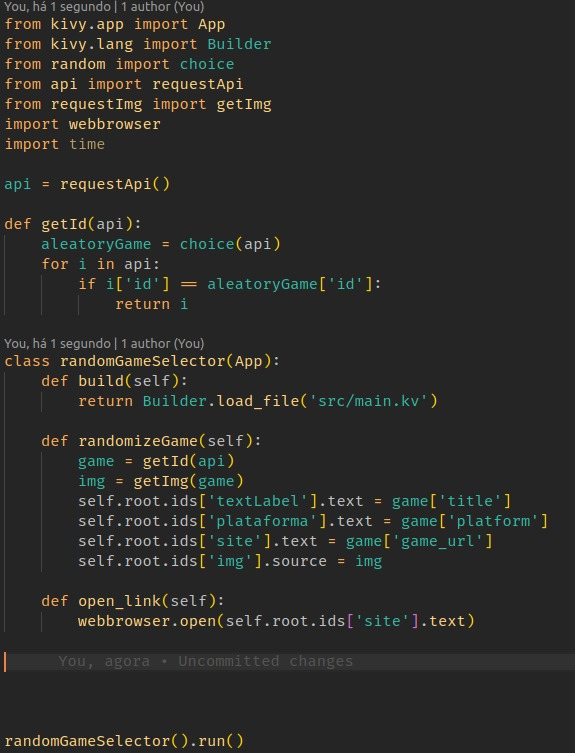 You, há 1 segundo | 1 author (You)
from kivy.app import App
from kivy.lang import Builder
from random import choice
from api import requestApi
from requestImg import getImg
import webbrowser
import time
api = requestApi()
def getId(api):
    aleatoryGame = choice(api)
    for i in api:
        if i['id'] == aleatoryGame['id']:
            return i
You, há 1 segundo | 1 author (You)
class randomGameSelector(App):
    def build(self):
        return Builder.load_file('src/main.kv')
    def randomizeGame(self):
        game = getId(api)
        img = getImg(game)
        self.root.ids['textLabel'].text = game['title']
        self.root.ids['plataforma'].text = game['platform']
        self.root.ids['site'].text = game['game_url']
        self.root.ids['img'].source = img
    def open_link(self):
        webbrowser.open(self.root.ids['site'].text)
You, agora • Uncommitted changes
randomGameSelector().run()